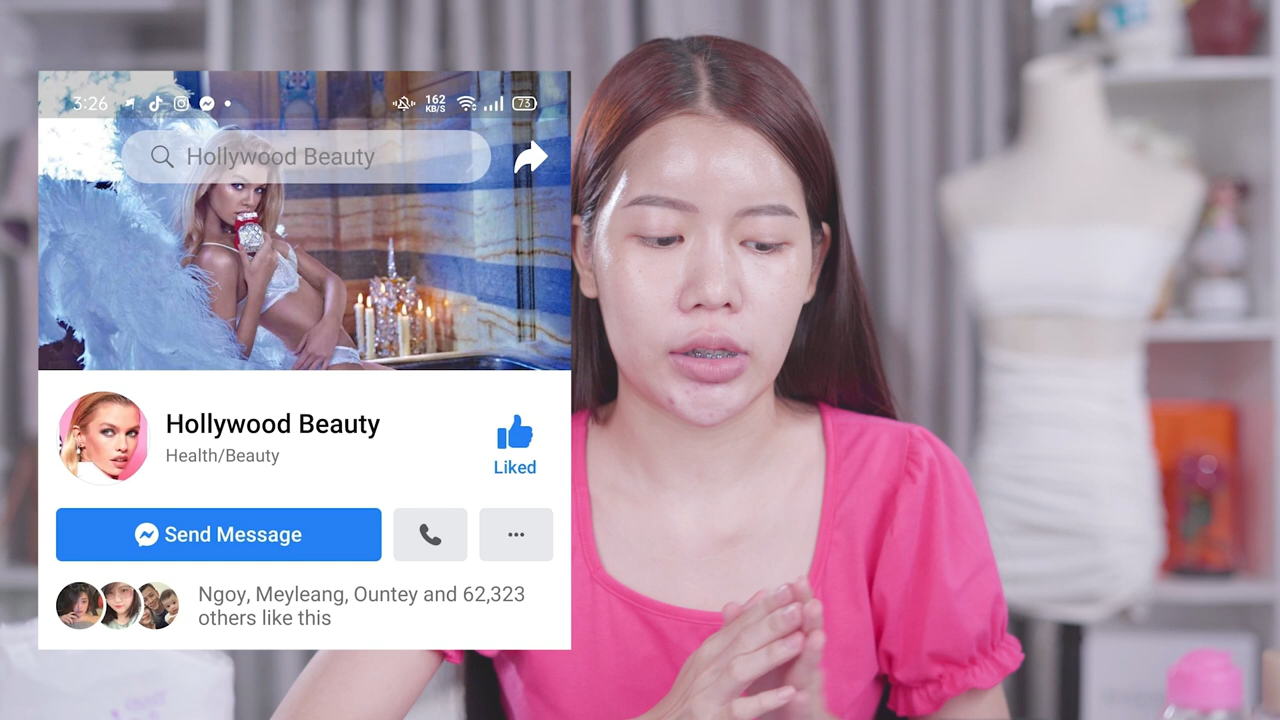 3:26
162
KB/S
73
Hollywood Beauty
Hollywood Beauty
Health/Beauty
Liked
Send Message
Ngoy, Meyleang, Ountey and 62,323
others like this